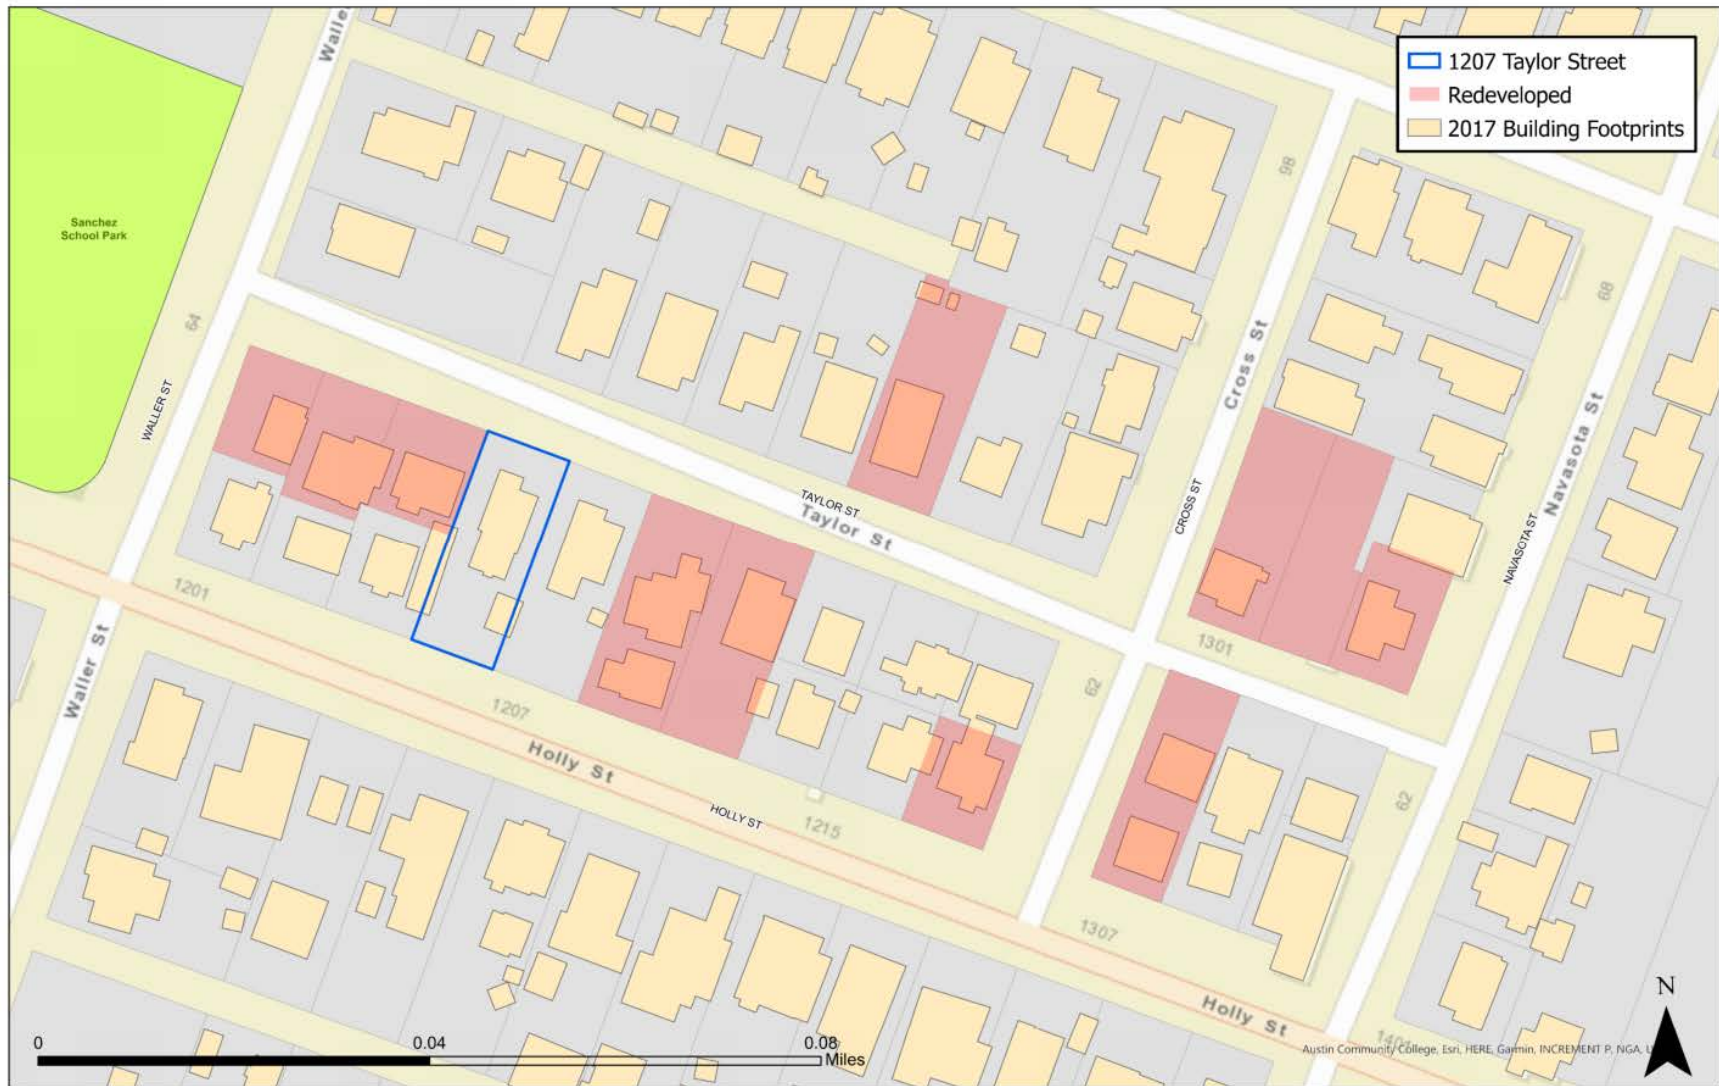 Walle
1207 Taylor Street
Redeveloped
2017 Building Footprints
98
Sanchez
School Park
68
64
Cross St
Navasota St
WALLER ST
TAYLOR ST
Taylor St
CROSS ST
NAVASOTA ST
1201
1301
Waller St
62
1207
Holly St
HOLLY ST
1215
62
1307
N
Holly St
1401
0
0.04
0.08
Miles
Austin Community College, Esri, HERE, Garmin, INCREMENT P, NGA, U